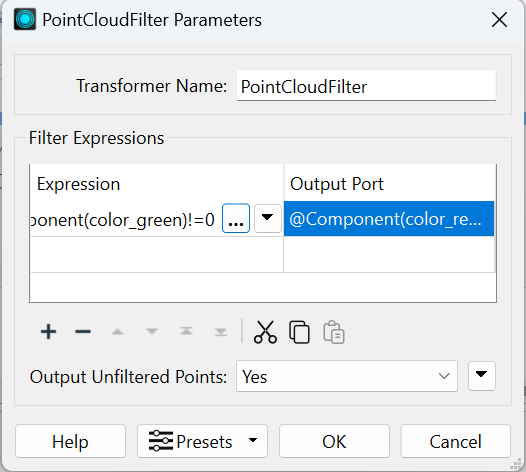 PointCloudFilter Parameters
Transformer Name: PointCloudFilter
Filter Expressions
Expression Output Port
ponent(color_green)!=0 ... @Component(color_re...
Output Unfiltered Points: Yes
Help Presets OK Cancel